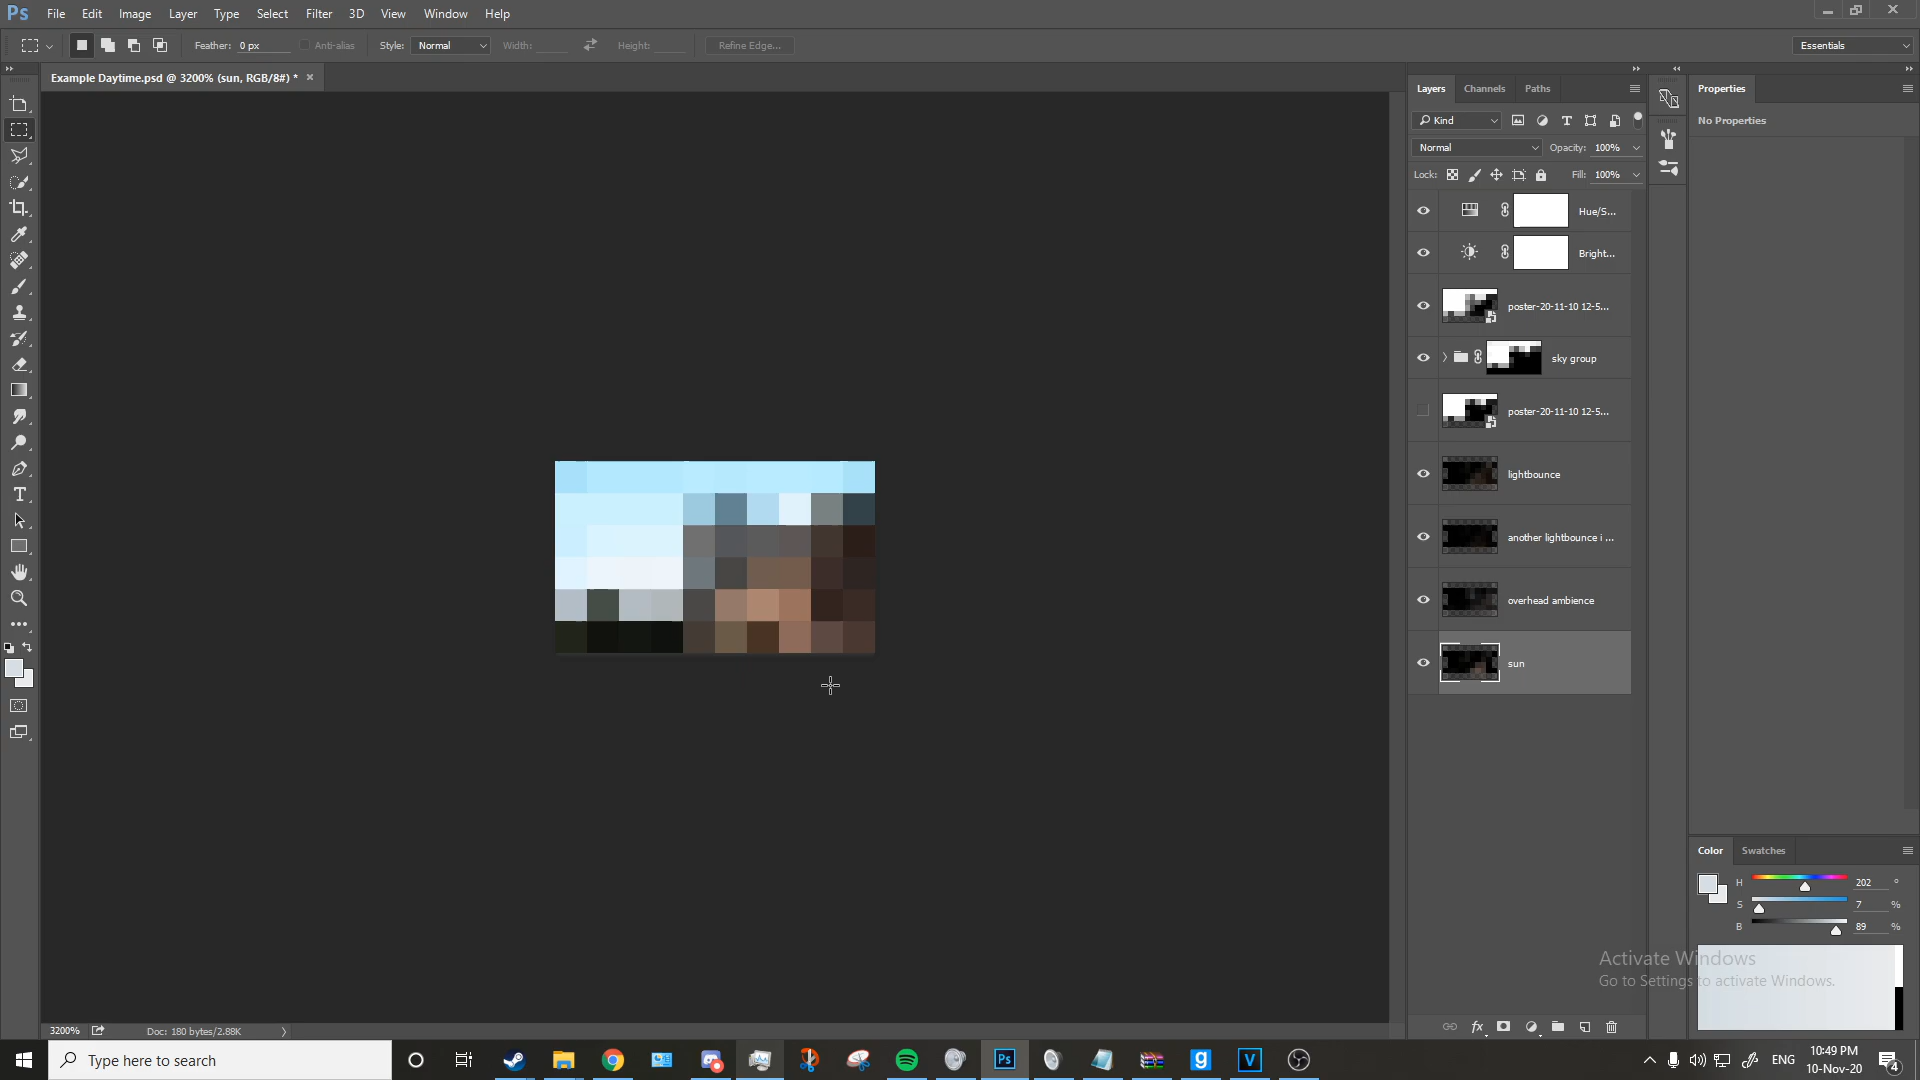 Ps File Edit Image Layer Type Select Filter 3D View Window Help
Feather: 0 px Anti-alias Style: Normal Width: Height: Refine Edge... Essentials
Example Daytime.psd @ 3200% (sun, RGB/8#) * ×
Layers Channels Paths
Kind
Normal Opacity: 100%
Lock: Fill: 100%
Hue/S...
Bright...
poster-20-11-10 12-5...
sky group
poster-20-11-10 12-5...
lightbounce
another lightbounce i ...
overhead ambience
sun
Properties
No Properties
Color Swatches
H 202 °
S 7 %
B 89 %
Activate Windows
Go to Settings to activate Windows.
3200% Doc: 180 bytes/2.88K
Type here to search
ENG
10:49 PM
10-Nov-20
4